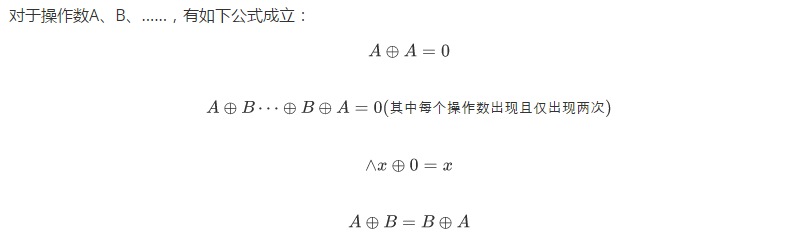 对于操作数A、B、......，有如下公式成立：
A ⊕ A = 0
A ⊕ B ⋯ ⊕ B ⊕ A = 0(其中每个操作数出现且仅出现两次)
∧x ⊕ 0 = x
A ⊕ B = B ⊕ A